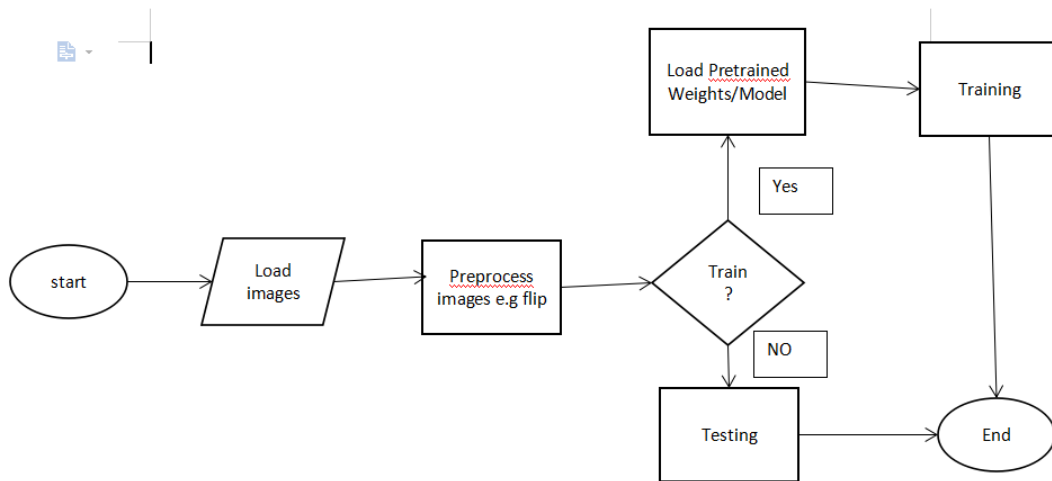 start
Load
images
Preprocess
images e.g flip
Train
?
Yes
Load Pretrained
Weights/Model
Training
NO
Testing
End